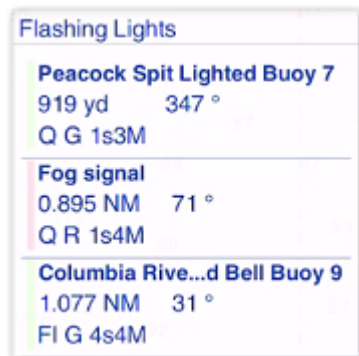 Flashing Lights
Peacock Spit Lighted Buoy 7
919 yd 347 °
Q G 1s3M
Fog signal
0.895 NM 71 °
Q R 1s4M
Columbia Rive...d Bell Buoy 9
1.077 NM 31 °
Fl G 4s4M